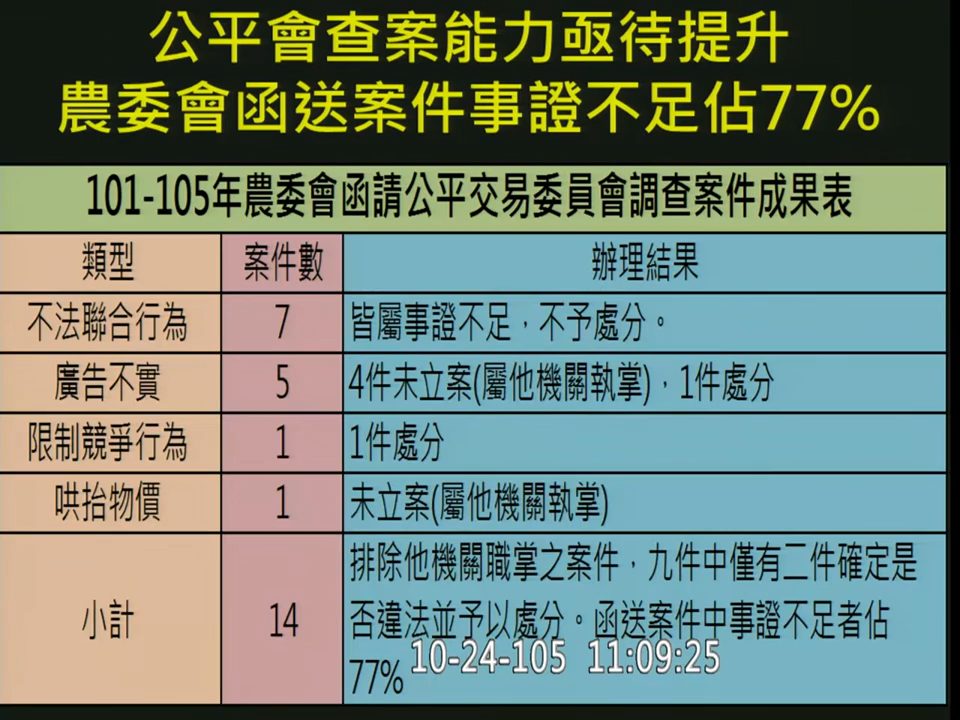 公平會查案能力亟待提升
農委會函送案件事證不足佔77%
101-105年農委會函請公平交易委員會調查案件成果表
類型 案件數 辦理結果
不法聯合行為 7 皆屬事證不足，不予處分。
廣告不實 5 4件未立案(屬他機關執掌)，1件處分
限制競爭行為 1 1件處分
哄抬物價 1 未立案(屬他機關執掌)
小計 14 排除他機關職掌之案件，九件中僅有二件確定是
否違法並予以處分。函送案件中事證不足者佔
77%
10-24-105 11:09:25